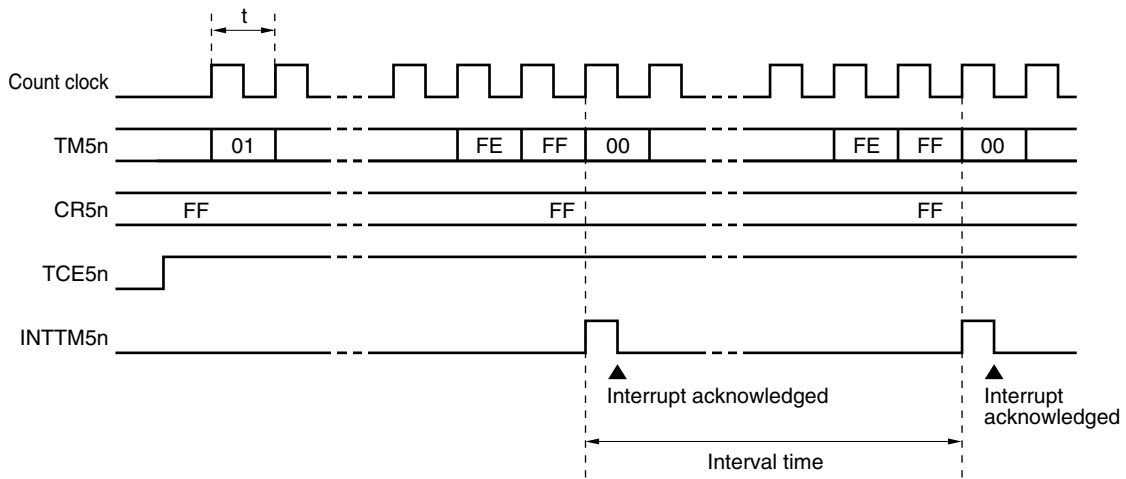 t
Count clock
TM5n 01 FE FF 00 FE FF 00
CR5n FF FF FF
TCE5n
INTTM5n
Interrupt acknowledged Interrupt
acknowledged
Interval time